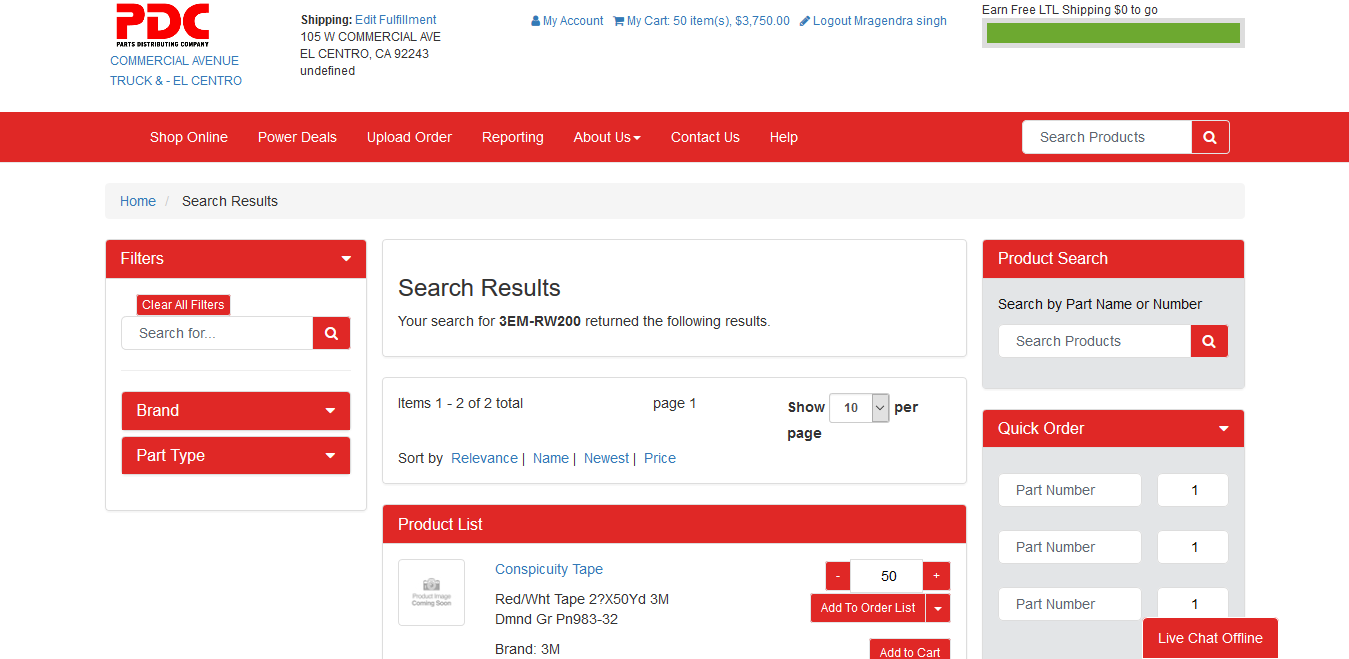 PDC
PARTS DISTRIBUTING COMPANY
COMMERCIAL AVENUE
TRUCK & - EL CENTRO
Shipping: Edit Fulfillment
105 W COMMERCIAL AVE
EL CENTRO, CA 92243
undefined
My Account My Cart: 50 item(s), $3,750.00 Logout Mragendra singh
Earn Free LTL Shipping $0 to go
Shop Online Power Deals Upload Order Reporting About Us Contact Us Help
Search Products
Home / Search Results
Filters
Clear All Filters
Search for...
Brand
Part Type
Search Results
Your search for 3EM-RW200 returned the following results.
Items 1 - 2 of 2 total page 1 Show 10 per
page
Sort by Relevance | Name | Newest | Price
Product List
Product Image
Coming Soon
Conspicuity Tape
Red/Wht Tape 2?X50Yd 3M
Dmnd Gr Pn983-32
Brand: 3M
- 50 +
Add To Order List
Add to Cart
Product Search
Search by Part Name or Number
Search Products
Quick Order
Part Number 1
Part Number 1
Part Number 1
Live Chat Offline